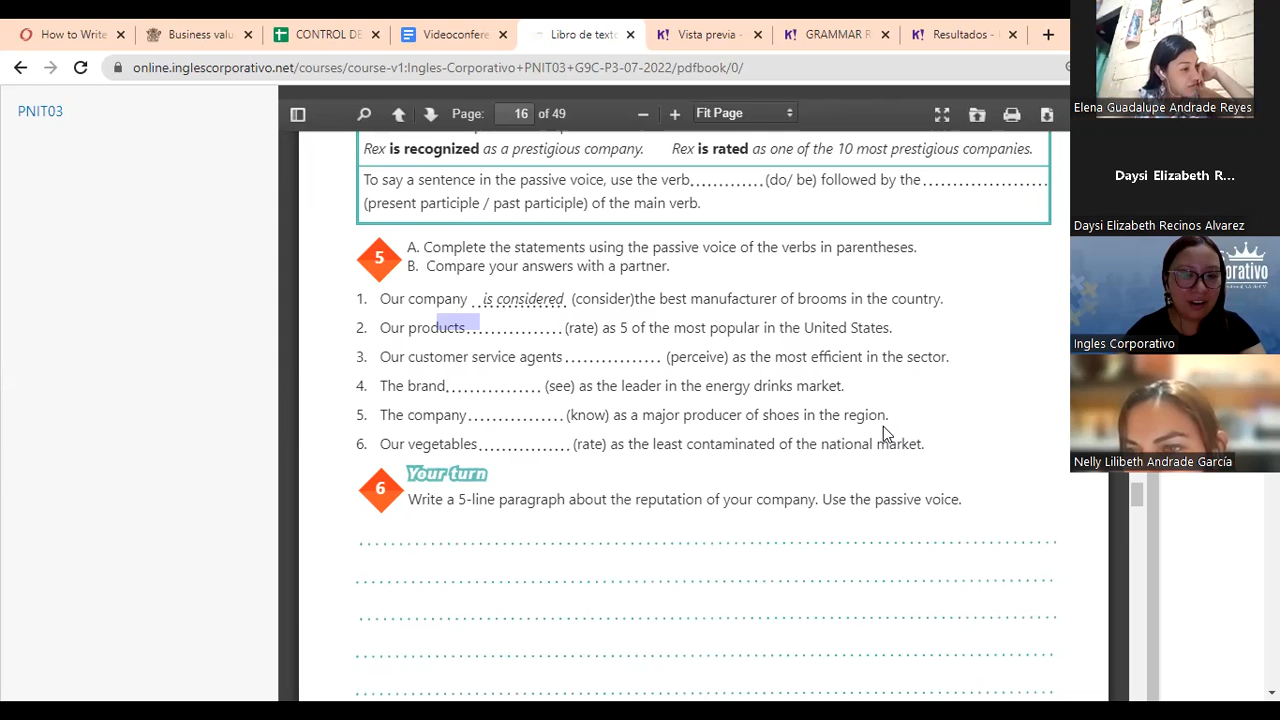 How to Write
Business valu
CONTROL DE
Videoconfere
Libro de texto
Vista previa -
GRAMMAR R
Resultados -
online.inglescorporativo.net/courses/course-v1:Ingles-Corporativo+PNIT03+G9C-P3-07-2022/pdfbook/0/
PNIT03
Page: 16 of 49
Fit Page
Rex is recognized as a prestigious company. Rex is rated as one of the 10 most prestigious companies.
To say a sentence in the passive voice, use the verb.............(do/ be) followed by the .....................
(present participle / past participle) of the main verb.
5
A. Complete the statements using the passive voice of the verbs in parentheses.
B. Compare your answers with a partner.
1. Our company ..is considered.. (consider)the best manufacturer of brooms in the country.
2. Our products................(rate) as 5 of the most popular in the United States.
3. Our customer service agents................ (perceive) as the most efficient in the sector.
4. The brand................(see) as the leader in the energy drinks market.
5. The company................(know) as a major producer of shoes in the region.
6. Our vegetables................(rate) as the least contaminated of the national market.
6
Your turn
Write a 5-line paragraph about the reputation of your company. Use the passive voice.
Elena Guadalupe Andrade Reyes
Daysi Elizabeth R...
Daysi Elizabeth Recinos Alvarez
orativo
Ingles Corporativo
Nelly Lilibeth Andrade García